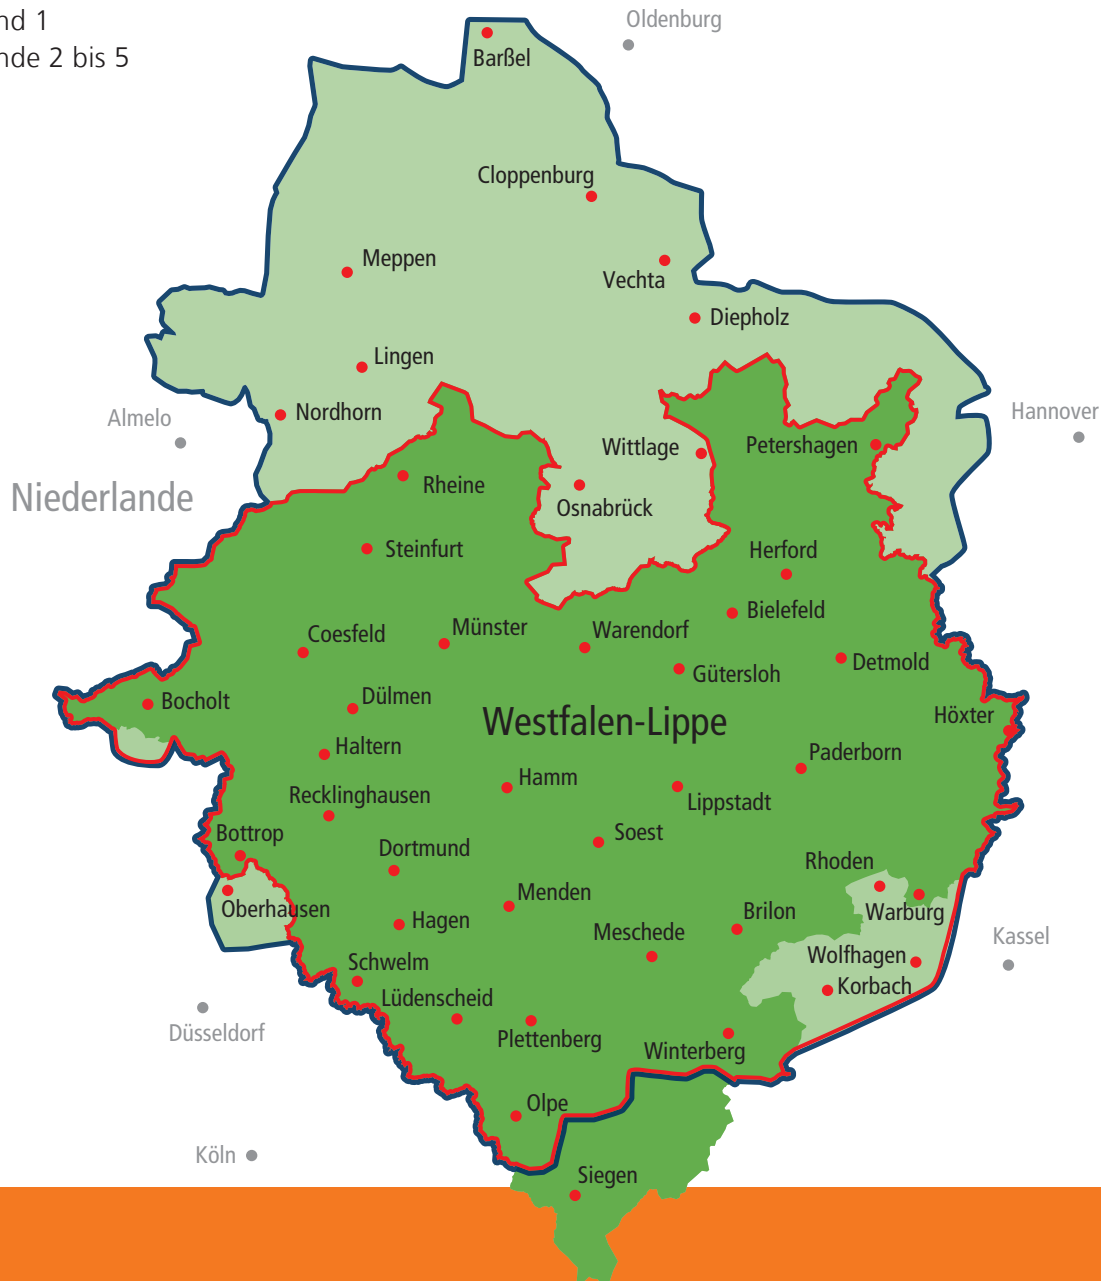 nd 1
nde 2 bis 5
Oldenburg
Barßel
Cloppenburg
Meppen
Vechta
Diepholz
Lingen
Nordhorn
Almelo
Hannover
Wittlage
Petershagen
Niederlande
Rheine
Osnabrück
Steinfurt
Herford
Bielefeld
Coesfeld
Münster
Warendorf
Gütersloh
Detmold
Bocholt
Dülmen
Westfalen-Lippe
Höxter
Haltern
Paderborn
Hamm
Recklinghausen
Lippstadt
Bottrop
Soest
Dortmund
Rhoden
Oberhausen
Menden
Hagen
Brilon
Warburg
Meschede
Kassel
Schwelm
Wolfhagen
Korbach
Lüdenscheid
Düsseldorf
Plettenberg
Winterberg
Olpe
Köln
Siegen